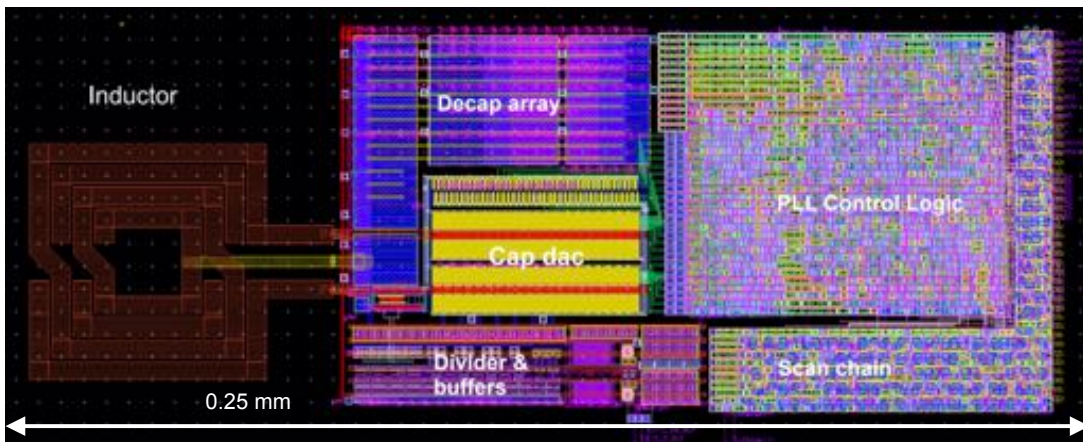 Inductor
Decap array
PLL Control Logic
Cap dac
Divider &
buffers
Scan chain
0.25 mm